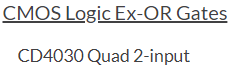 CMOS Logic Ex-OR Gates
CD4030 Quad 2-input